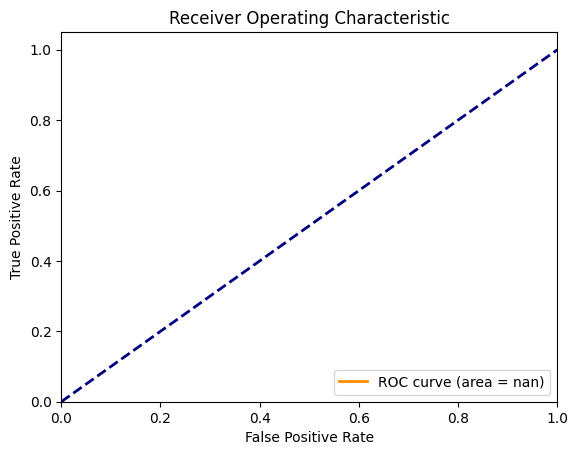 Receiver Operating Characteristic
True Positive Rate
1.0
0.8
0.6
0.4
0.2
0.0
ROC curve (area = nan)
0.0 0.2 0.4 0.6 0.8 1.0
False Positive Rate